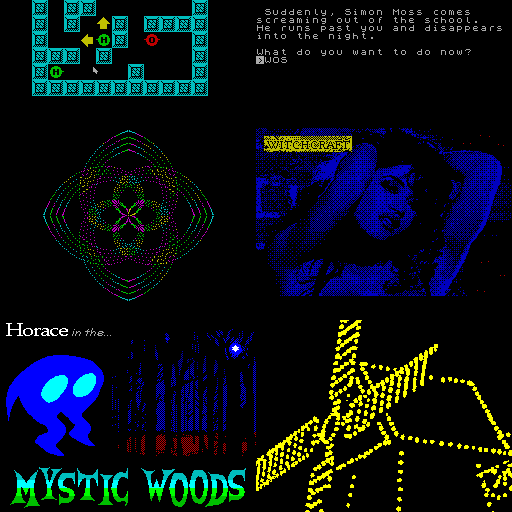 Suddenly, Simon Moss comes
screaming out of the school.
He runs past you and disappears
into the night.
What do you want to do now?
>WOS
WITCHCRAFT
Horace in the...
MYSTIC WOODS